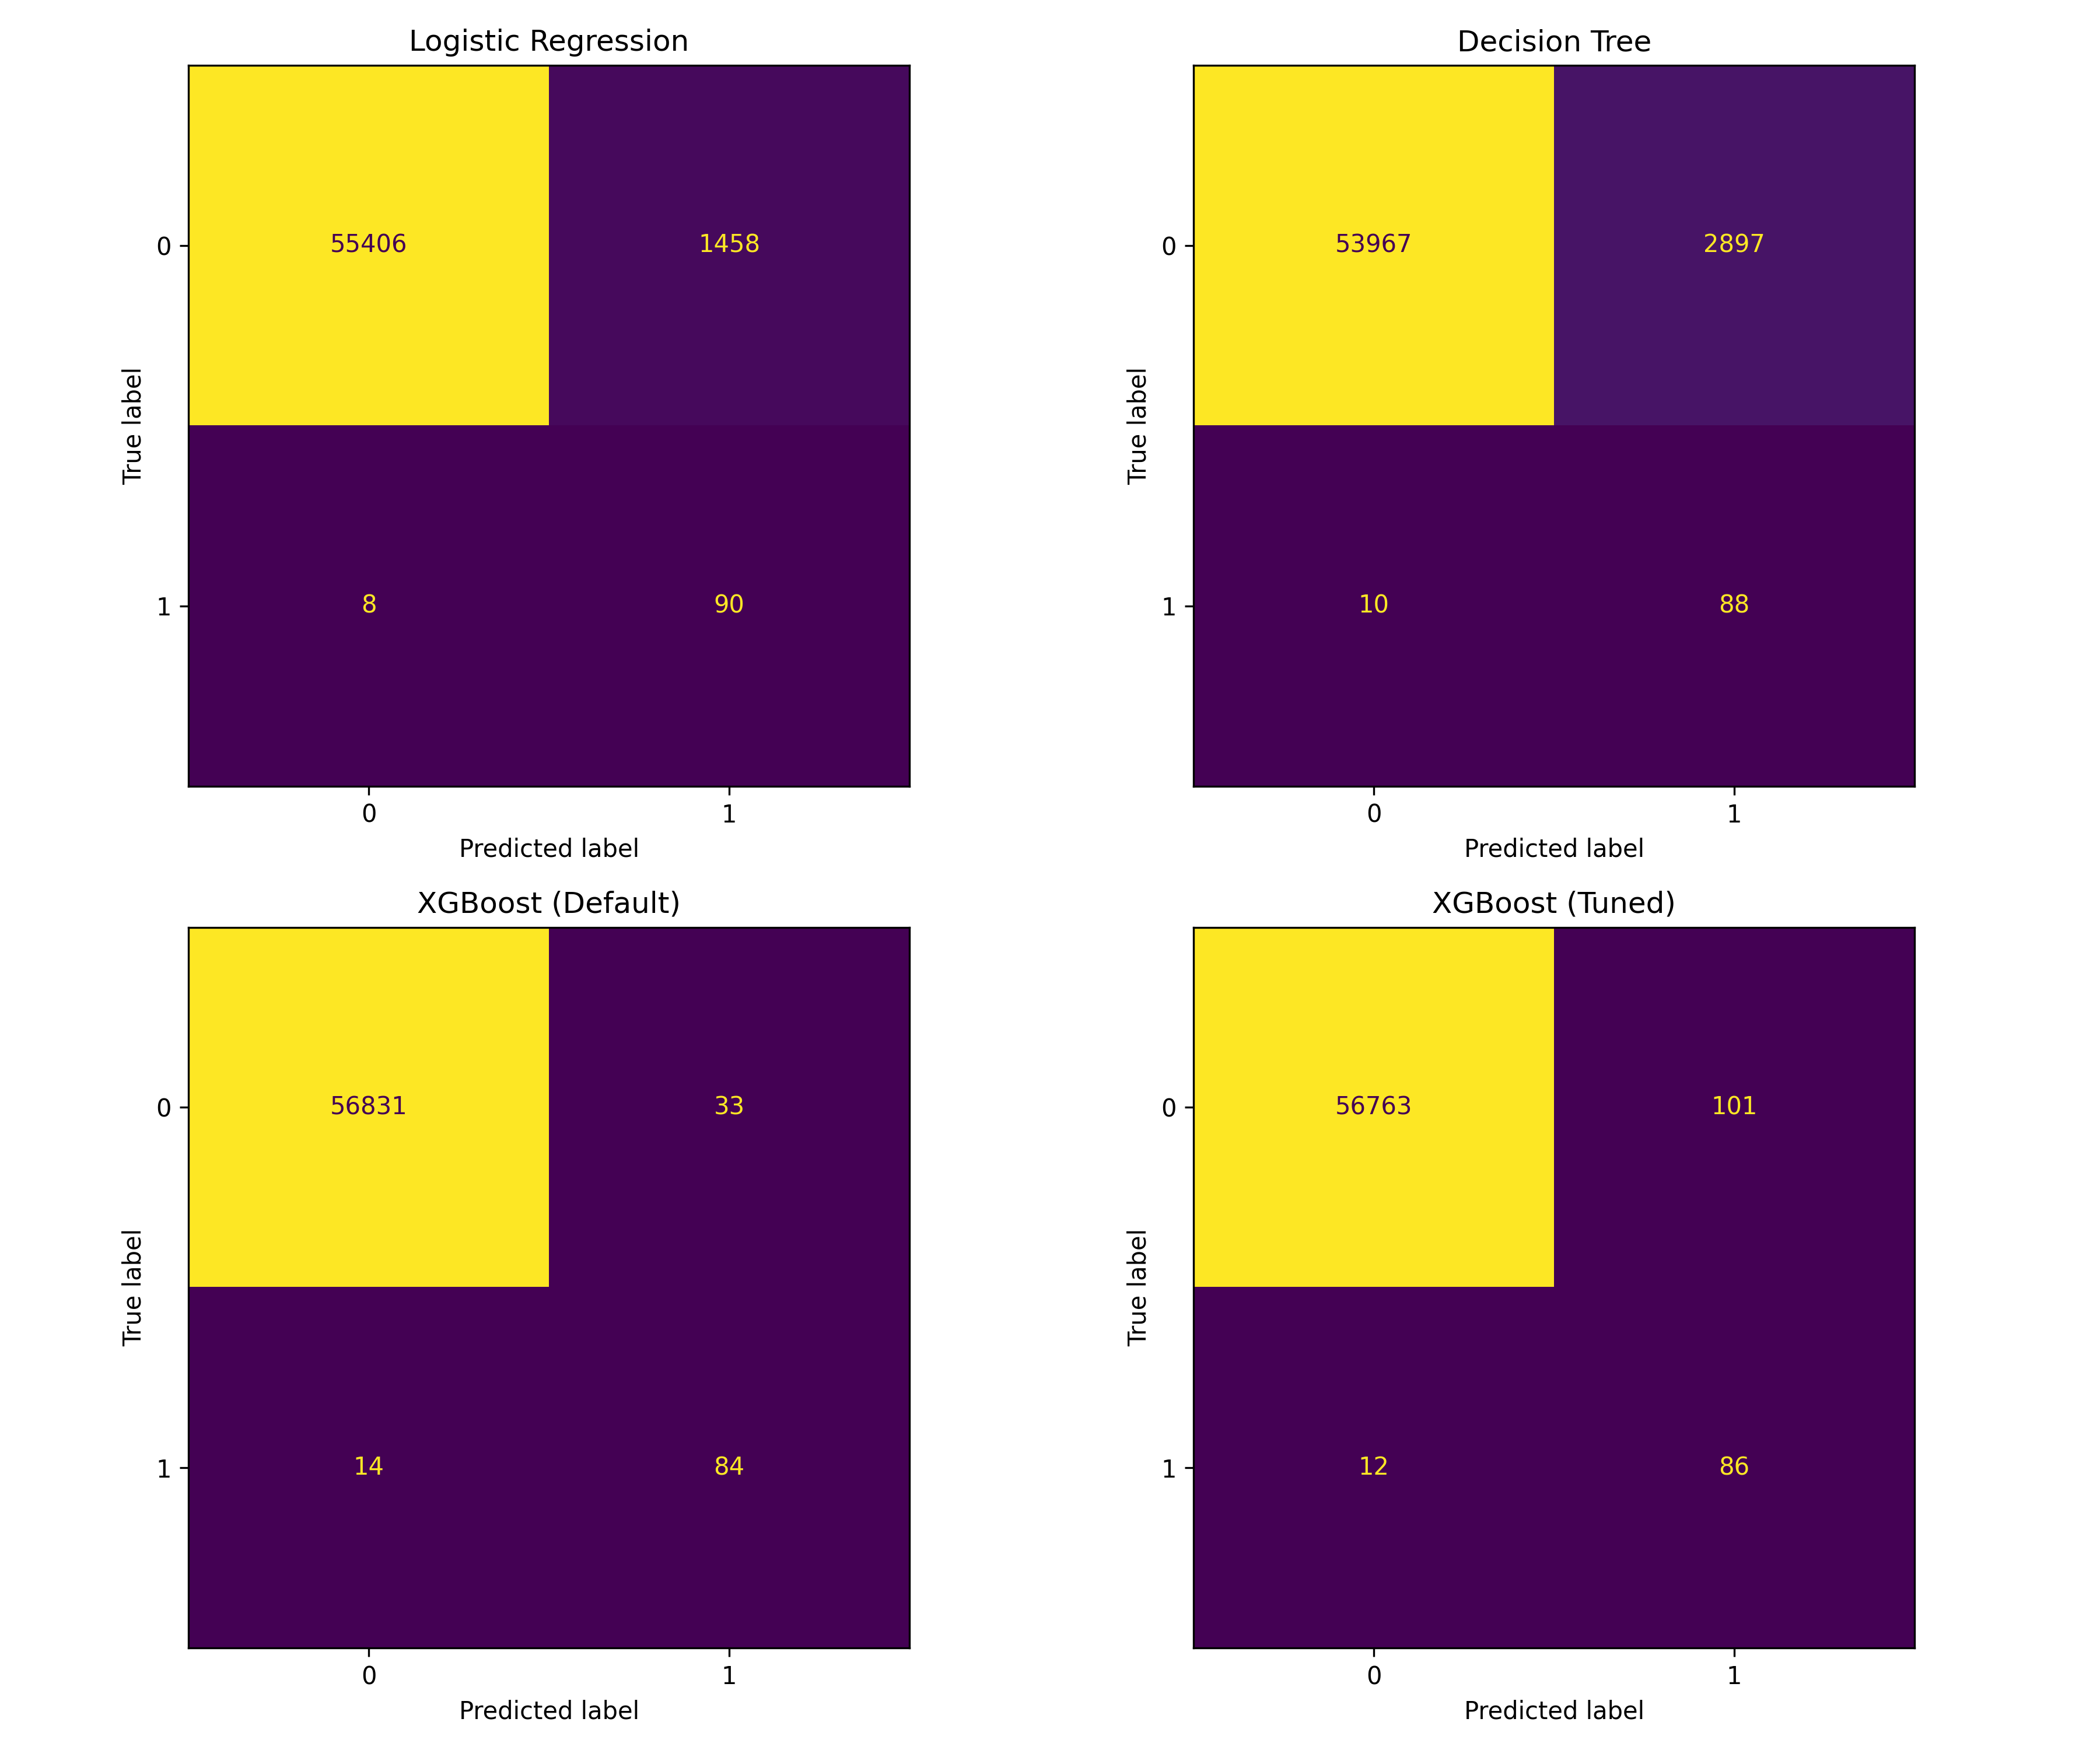 Logistic Regression
True label
0
55406
1458
1
8
90
0
1
Predicted label
Decision Tree
True label
0
53967
2897
1
10
88
0
1
Predicted label
XGBoost (Default)
True label
0
56831
33
1
14
84
0
1
Predicted label
XGBoost (Tuned)
True label
0
56763
101
1
12
86
0
1
Predicted label